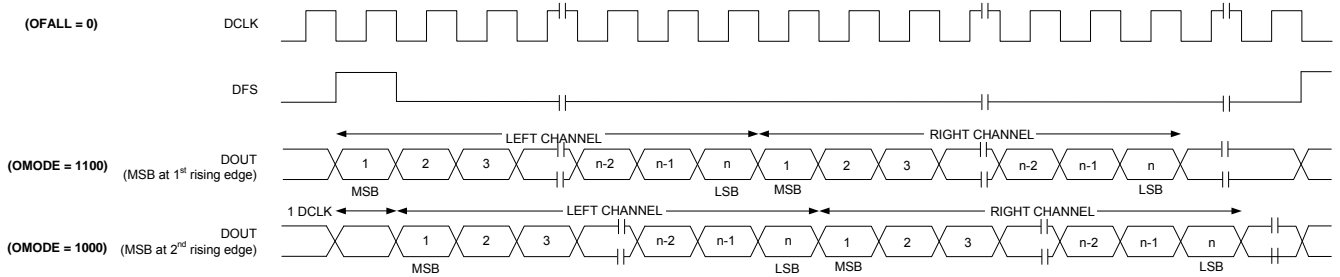 (OFALL = 0) DCLK
DFS
LEFT CHANNEL RIGHT CHANNEL
(OMODE = 1100) DOUT 1 2 3 n-2 n-1 n 1 2 3 n-2 n-1 n
(MSB at 1st rising edge)
MSB LSB MSB LSB
1 DCLK LEFT CHANNEL RIGHT CHANNEL
(OMODE = 1000) DOUT 1 2 3 n-2 n-1 n 1 2 3 n-2 n-1 n
(MSB at 2nd rising edge)
MSB LSB MSB LSB